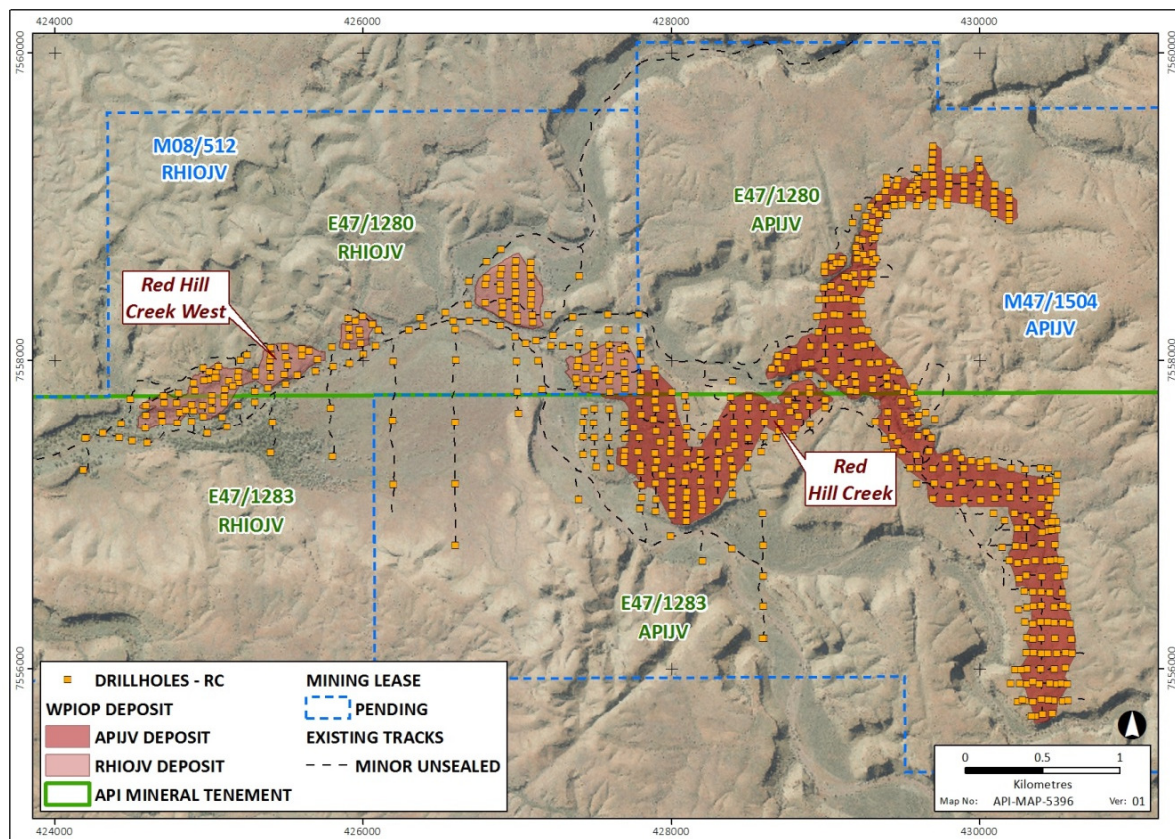 424000
426000
428000
430000
7560000
7560000
M08/512
RHIOJV
E47/1280
RHIOJV
E47/1280
APIJV
Red Hill
Creek West
M47/1504
APIJV
7558000
7558000
Red
Hill Creek
E47/1283
RHIOJV
E47/1283
APIJV
7556000
7556000
DRILLHOLES - RC
WPIOP DEPOSIT
APIJV DEPOSIT
RHIOJV DEPOSIT
API MINERAL TENEMENT
MINING LEASE
PENDING
EXISTING TRACKS
MINOR UNSEALED
0 0.5 1
Kilometres
Map No: API-MAP-5396 Ver: 01
424000
426000
428000
430000